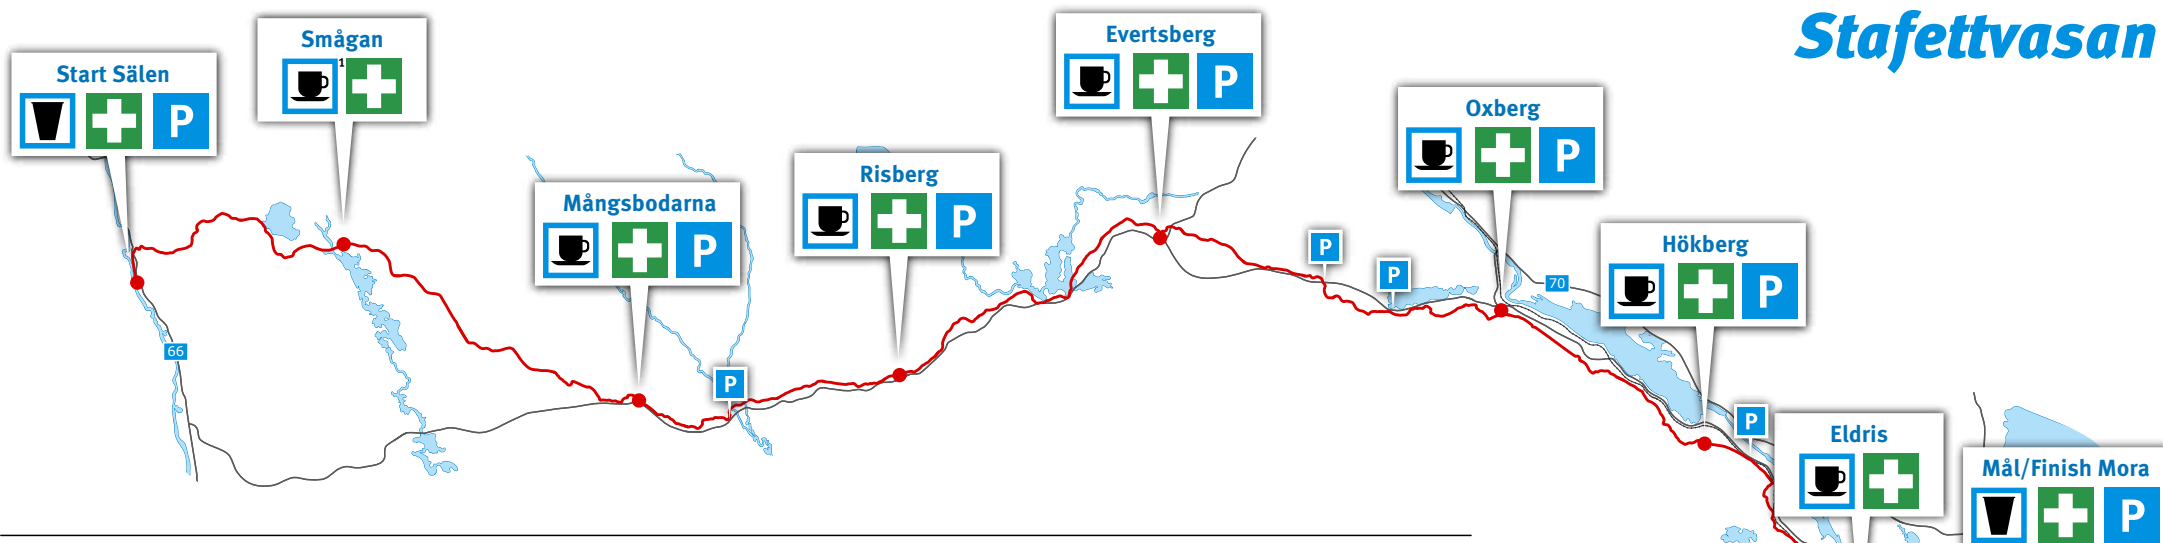 Stafettvasan
Start Sälen
P
Smågan
1
Mångsbodarna
P
Risberg
P
Evertsberg
P
Oxberg
P
Hökberg
P
Eldris
Mål/Finish Mora
P
66
P
P
P
70
P